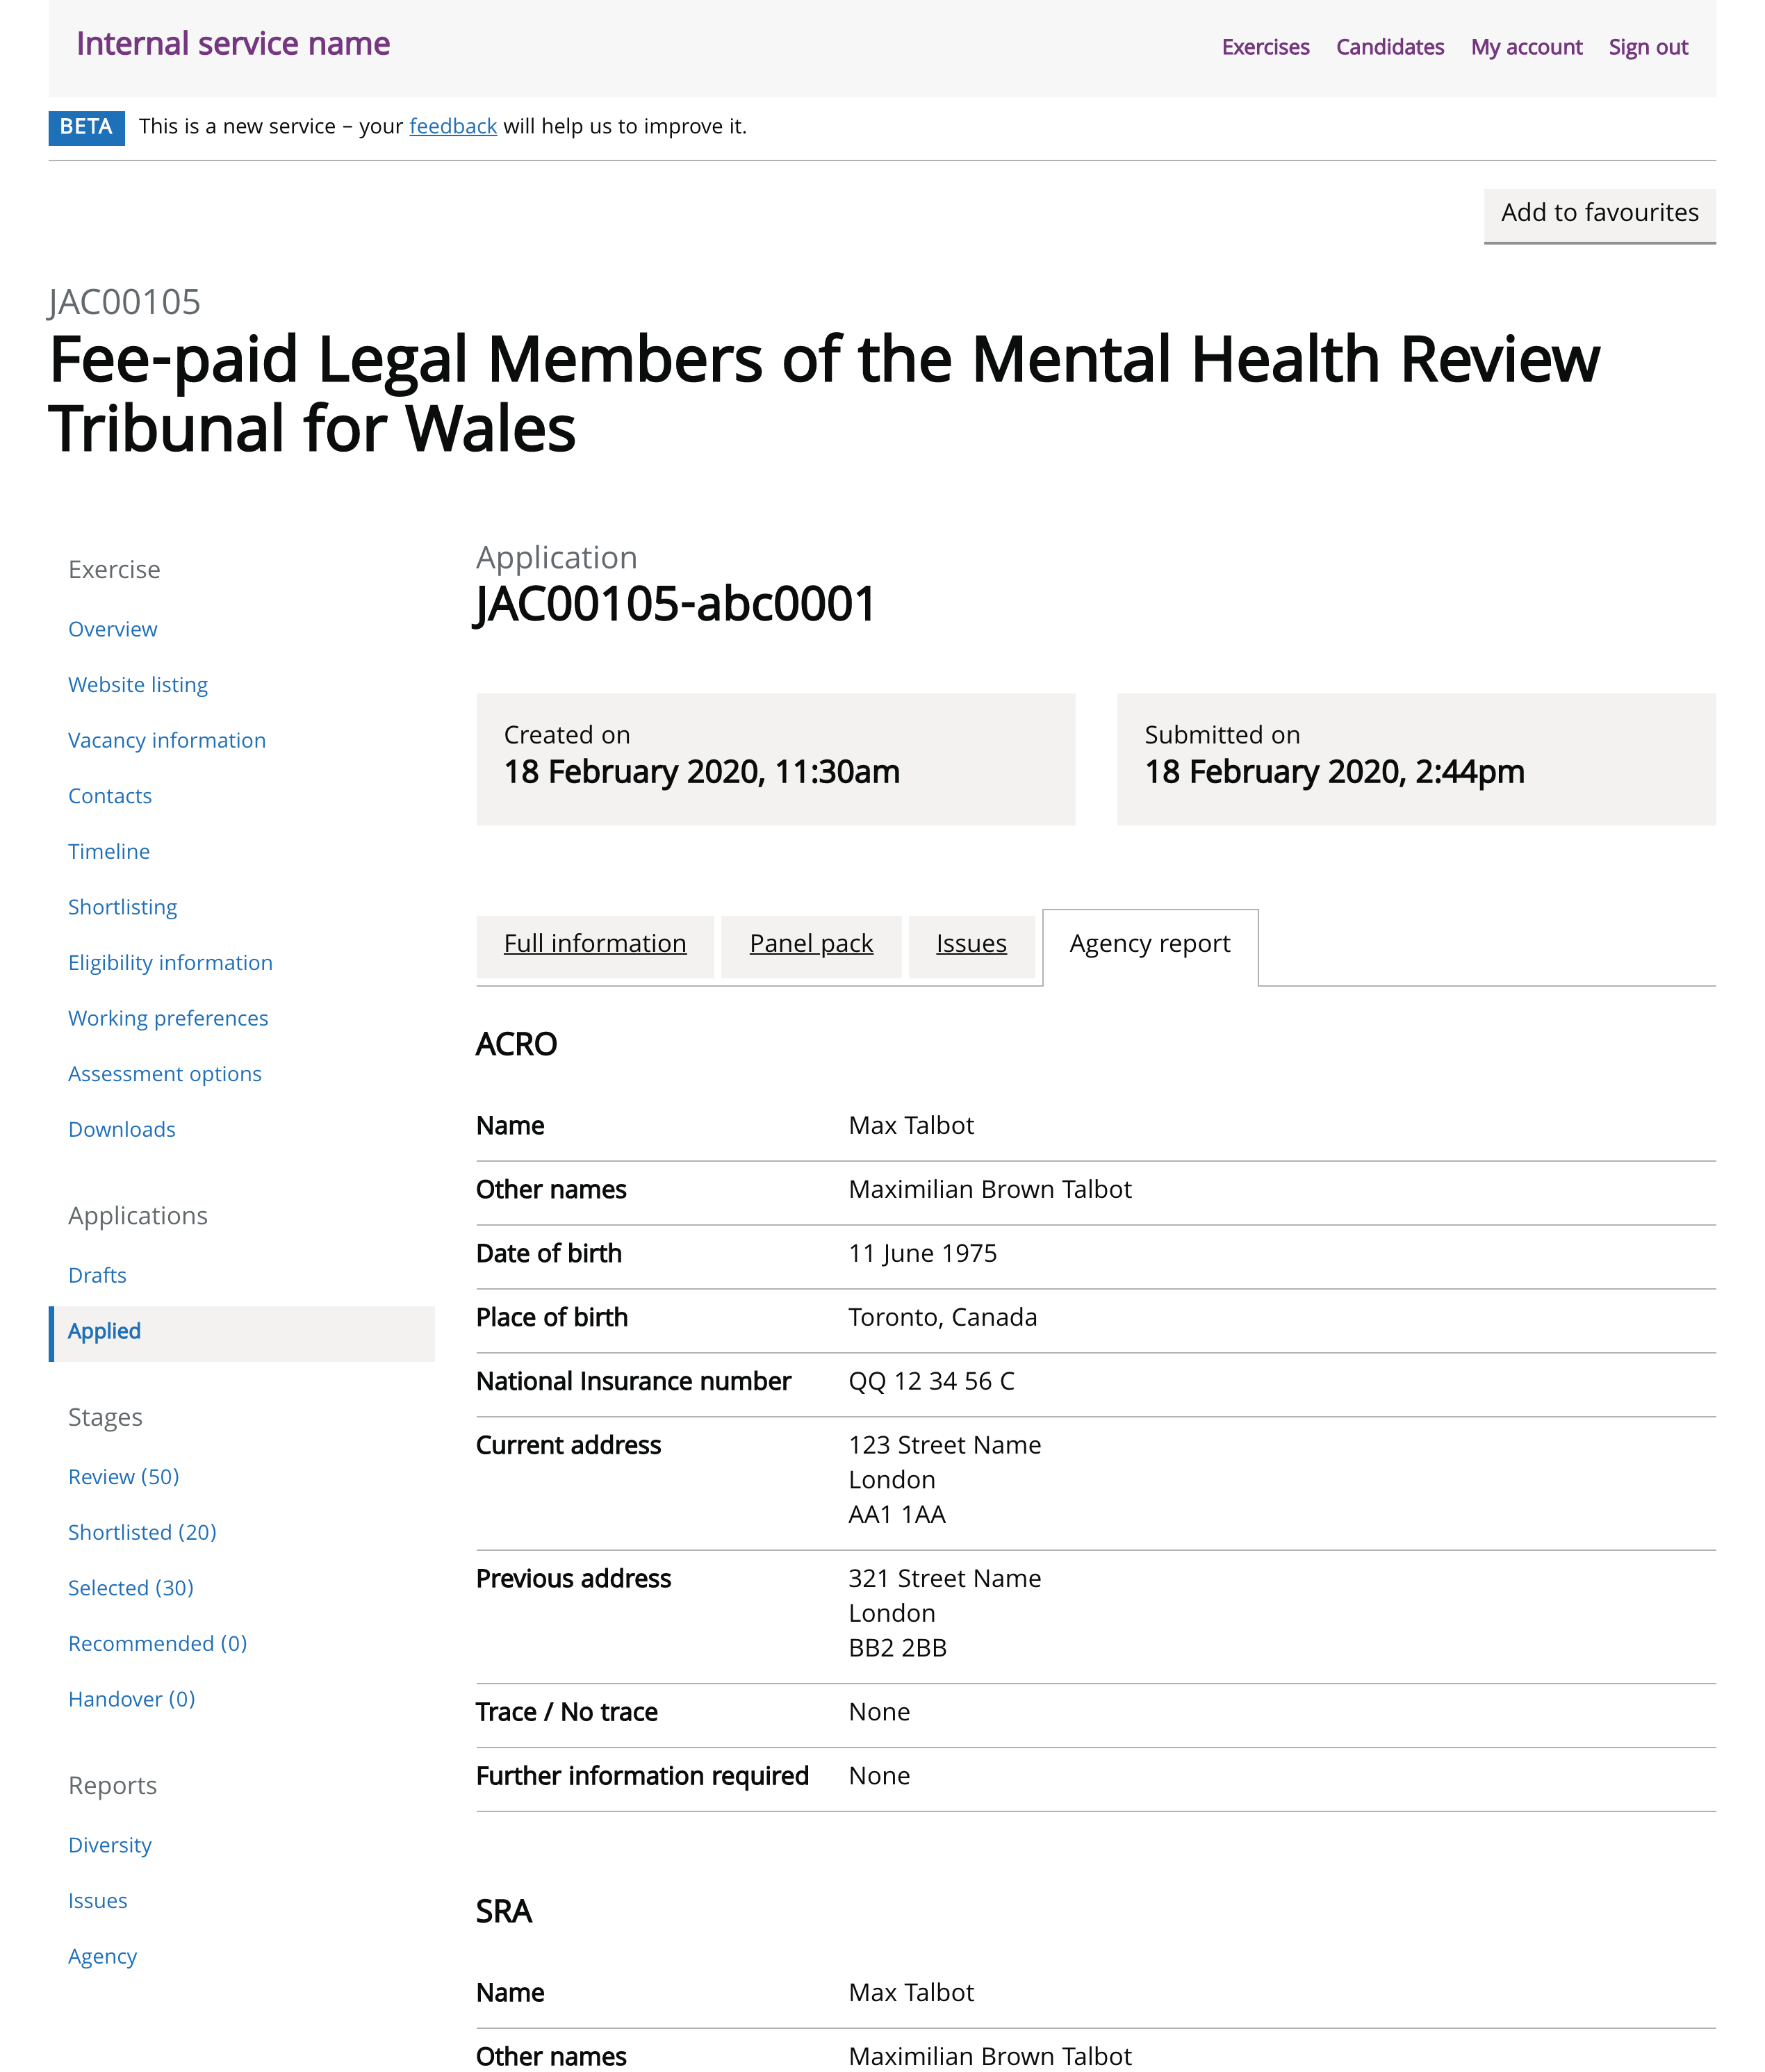 Internal service name
Exercises Candidates My account Sign out
BETA This is a new service – your feedback will help us to improve it.
Add to favourites
JAC00105
Fee-paid Legal Members of the Mental Health Review
Tribunal for Wales
Exercise
Overview
Website listing
Vacancy information
Contacts
Timeline
Shortlisting
Eligibility information
Working preferences
Assessment options
Downloads
Applications
Drafts
Applied
Stages
Review (50)
Shortlisted (20)
Selected (30)
Recommended (0)
Handover (0)
Reports
Diversity
Issues
Agency
Application
JAC00105-abc0001
Created on
18 February 2020, 11:30am
Submitted on
18 February 2020, 2:44pm
Full information Panel pack Issues Agency report
ACRO
Name Max Talbot
Other names Maximilian Brown Talbot
Date of birth 11 June 1975
Place of birth Toronto, Canada
National Insurance number QQ 12 34 56 C
Current address 123 Street Name
London
AA1 1AA
Previous address 321 Street Name
London
BB2 2BB
Trace / No trace None
Further information required None
SRA
Name Max Talbot
Other names Maximilian Brown Talbot